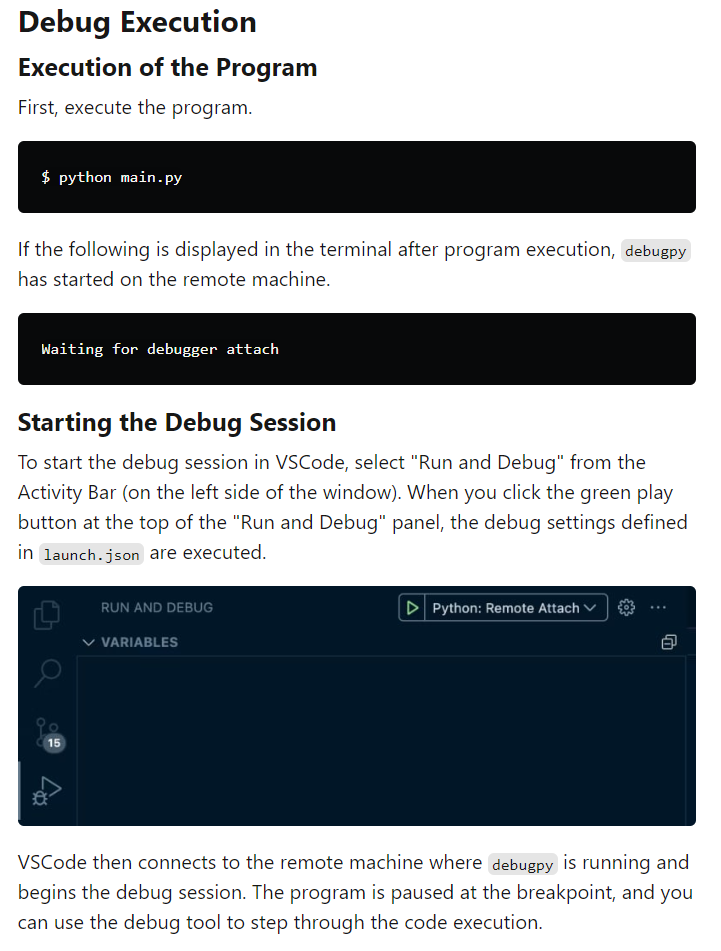 Debug Execution
Execution of the Program
First, execute the program.
$ python main.py
If the following is displayed in the terminal after program execution, debugpy
has started on the remote machine.
Waiting for debugger attach
Starting the Debug Session
To start the debug session in VSCode, select "Run and Debug" from the
Activity Bar (on the left side of the window). When you click the green play
button at the top of the "Run and Debug" panel, the debug settings defined
in launch.json are executed.
RUN AND DEBUG
Python: Remote Attach
VARIABLES
15
VSCode then connects to the remote machine where debugpy is running and
begins the debug session. The program is paused at the breakpoint, and you
can use the debug tool to step through the code execution.